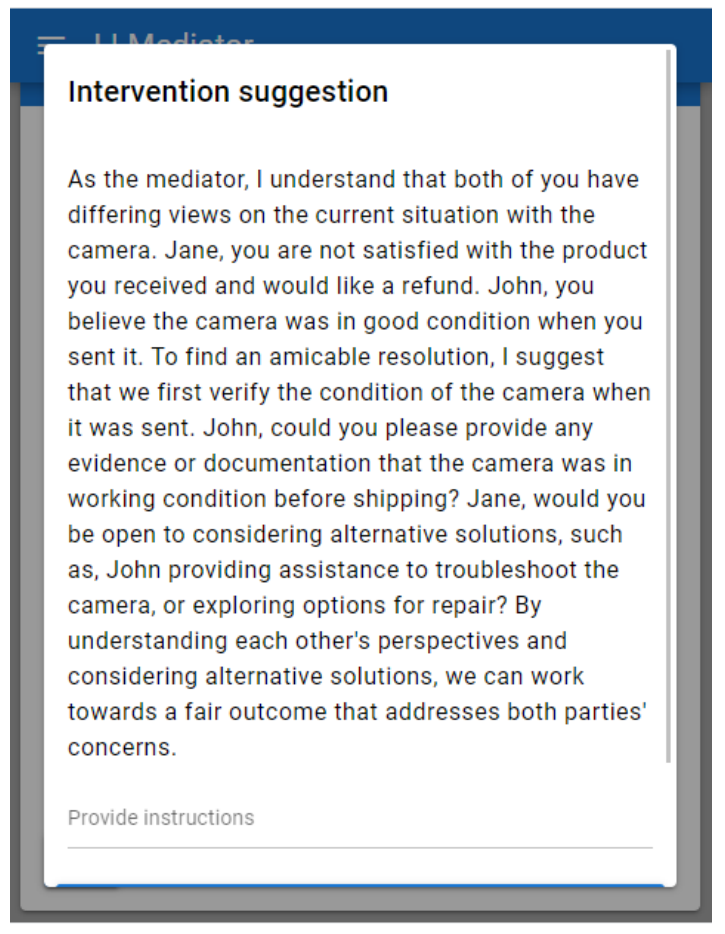 Intervention suggestion
As the mediator, I understand that both of you have
differing views on the current situation with the
camera. Jane, you are not satisfied with the product
you received and would like a refund. John, you
believe the camera was in good condition when you
sent it. To find an amicable resolution, I suggest
that we first verify the condition of the camera when
it was sent. John, could you please provide any
evidence or documentation that the camera was in
working condition before shipping? Jane, would you
be open to considering alternative solutions, such
as, John providing assistance to troubleshoot the
camera, or exploring options for repair? By
understanding each other's perspectives and
considering alternative solutions, we can work
towards a fair outcome that addresses both parties'
concerns.
Provide instructions